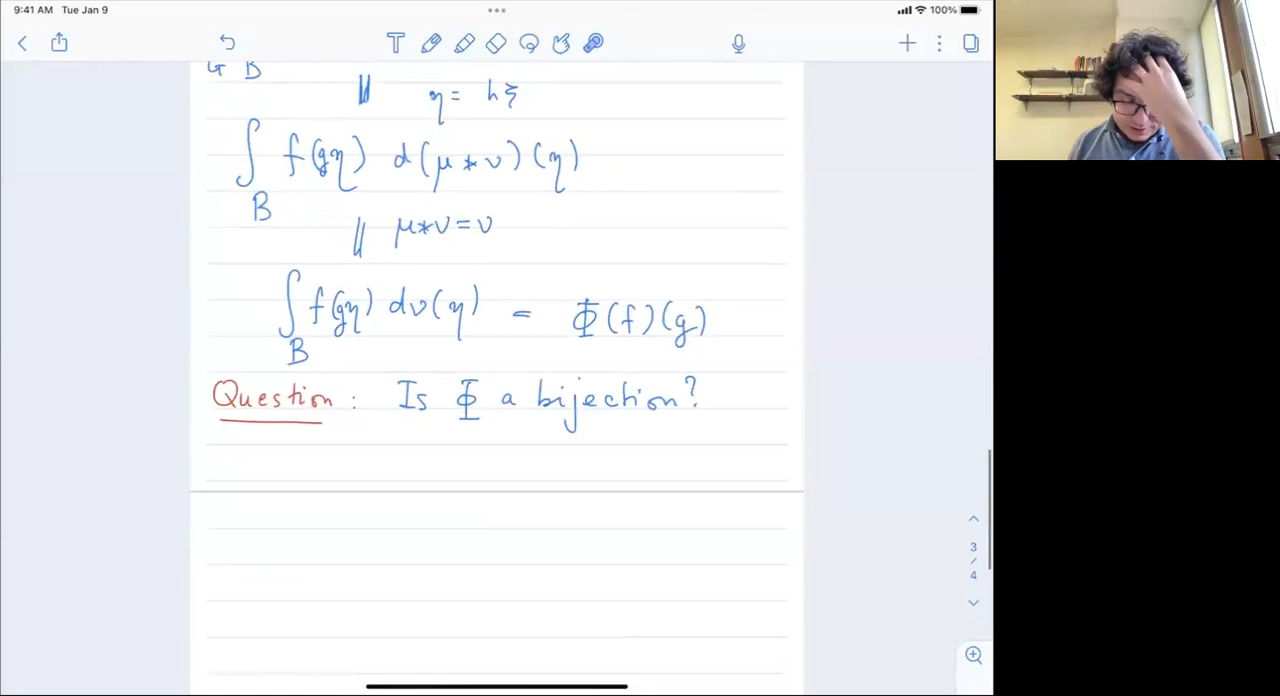 9:41 AM Tue Jan 9
100%
G B
|| η = hξ
∫ f(gη) d(μ * ν)(η)
B
|| μ*ν = ν
∫ f(gη) dν(η) = Φ(f)(g)
B
Question: Is Φ a bijection?
3
/
4